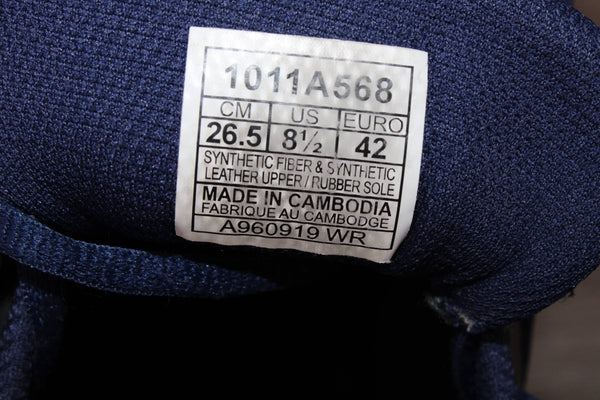 1011A568
CM US EURO
26.5 8½ 42
SYNTHETIC FIBER & SYNTHETIC
LEATHER UPPER / RUBBER SOLE
MADE IN CAMBODIA
FABRIQUE AU CAMBODGE
A960919 WR